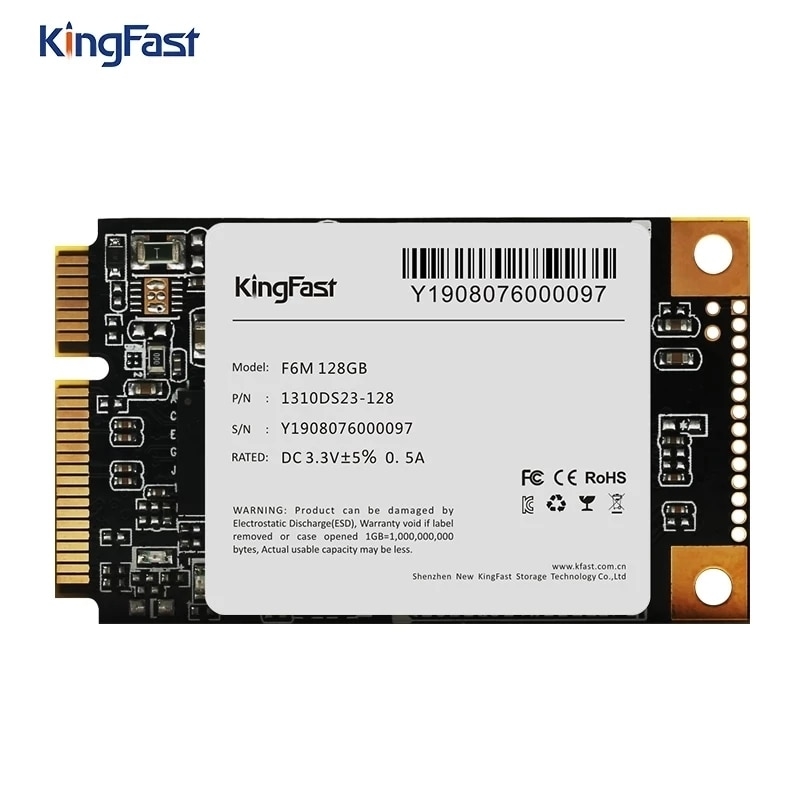 KingFast
KingFast
Y1908076000097
Model: F6M 128GB
P/N : 1310DS23-128
S/N : Y1908076000097
RATED: DC 3.3V±5% 0. 5A
FC CE RoHS
WARNING: Product can be damaged by
Electrostatic Discharge(ESD), Warranty void if label
removed or case opened 1GB=1,000,000,000
bytes, Actual usable capacity may be less.
www.kfast.com.cn
Shenzhen New KingFast Storage Technology Co.,Ltd
A
C
E
G
J
000